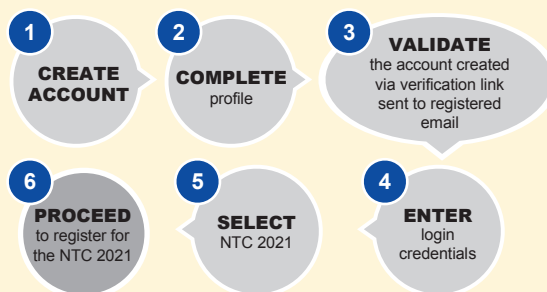 1
CREATE
ACCOUNT
2
COMPLETE
profile
3
VALIDATE
the account created
via verification link
sent to registered
email
4
ENTER
login
credentials
5
SELECT
NTC 2021
6
PROCEED
to register for
the NTC 2021